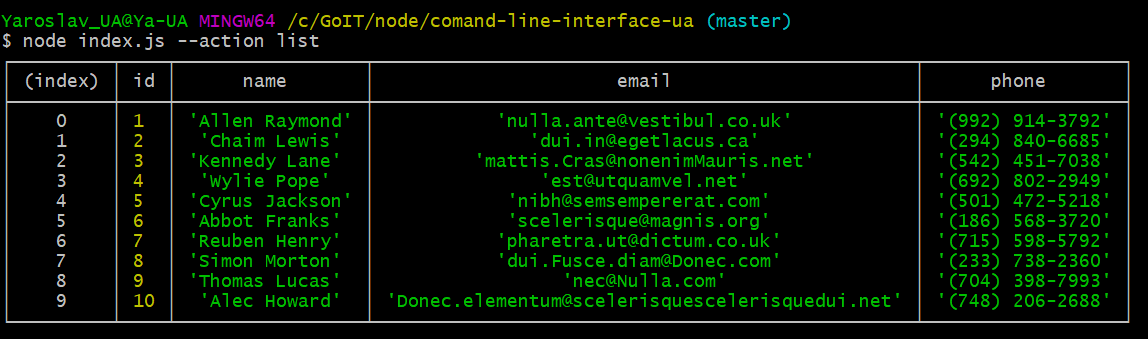 Yaroslav_UA@Ya-UA MINGW64 /c/GoIT/node/comand-line-interface-ua (master)
$ node index.js --action list
(index) id name email phone
0 1 'Allen Raymond' 'nulla.ante@vestibul.co.uk' '(992) 914-3792'
1 2 'Chaim Lewis' 'dui.in@egetlacus.ca' '(294) 840-6685'
2 3 'Kennedy Lane' 'mattis.Cras@nonenimMauris.net' '(542) 451-7038'
3 4 'Wylie Pope' 'est@utquamvel.net' '(692) 802-2949'
4 5 'Cyrus Jackson' 'nibh@semsempererat.com' '(501) 472-5218'
5 6 'Abbot Franks' 'scelerisque@magnis.org' '(186) 568-3720'
6 7 'Reuben Henry' 'pharetra.ut@dictum.co.uk' '(715) 598-5792'
7 8 'Simon Morton' 'dui.Fusce.diam@Donec.com' '(233) 738-2360'
8 9 'Thomas Lucas' 'nec@Nulla.com' '(704) 398-7993'
9 10 'Alec Howard' 'Donec.elementum@scelerisquescelerisquedui.net' '(748) 206-2688'